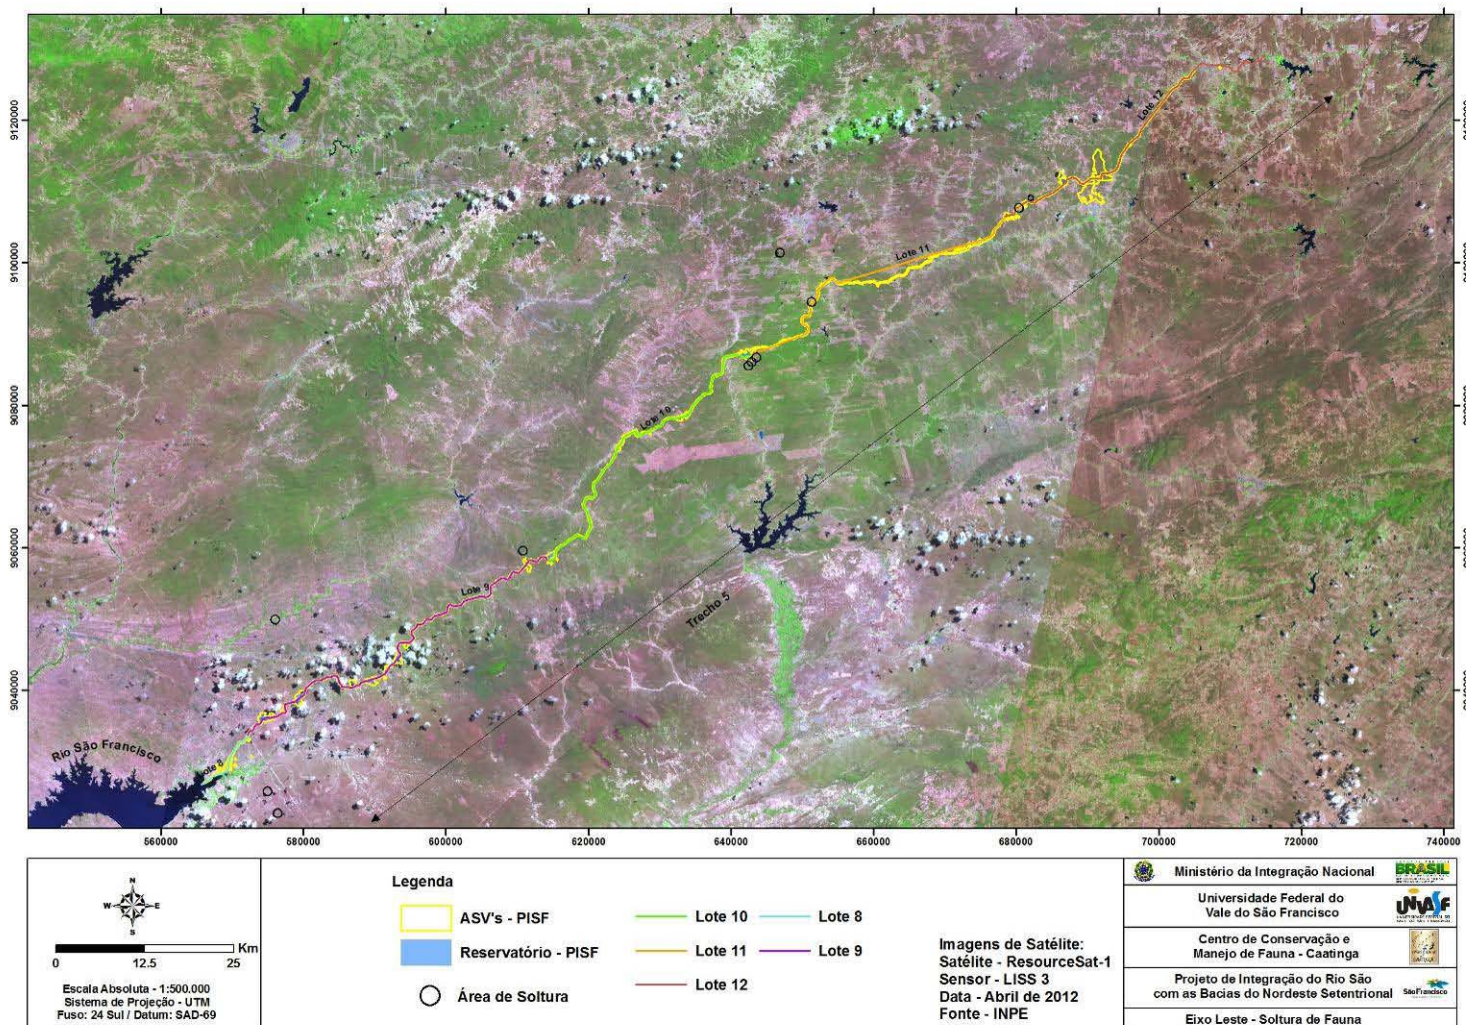 9120000
9100000
9080000
9060000
9040000
Lote 12
Lote 11
Lote 10
Lote 9
Trecho 5
Rio São Francisco
Lote 8
560000
580000
600000
620000
640000
660000
680000
700000
720000
740000
N
W
E
S
Km
0
12.5
25
Escala Absoluta - 1:500.000
Sistema de Projeção - UTM
Fuso: 24 Sul / Datum: SAD-69
Legenda
ASV's - PISF
Reservatório - PISF
Área de Soltura
Lote 10
Lote 11
Lote 12
Lote 8
Lote 9
Imagens de Satélite:
Satélite - ResourceSat-1
Sensor - LISS 3
Data - Abril de 2012
Fonte - INPE
Ministério da Integração Nacional
BRASIL
Universidade Federal do
Vale do São Francisco
UNIVASF
Centro de Conservação e
Manejo de Fauna - Caatinga
Projeto de Integração do Rio São
com as Bacias do Nordeste Setentrional
São Francisco
Eixo Leste - Soltura de Fauna